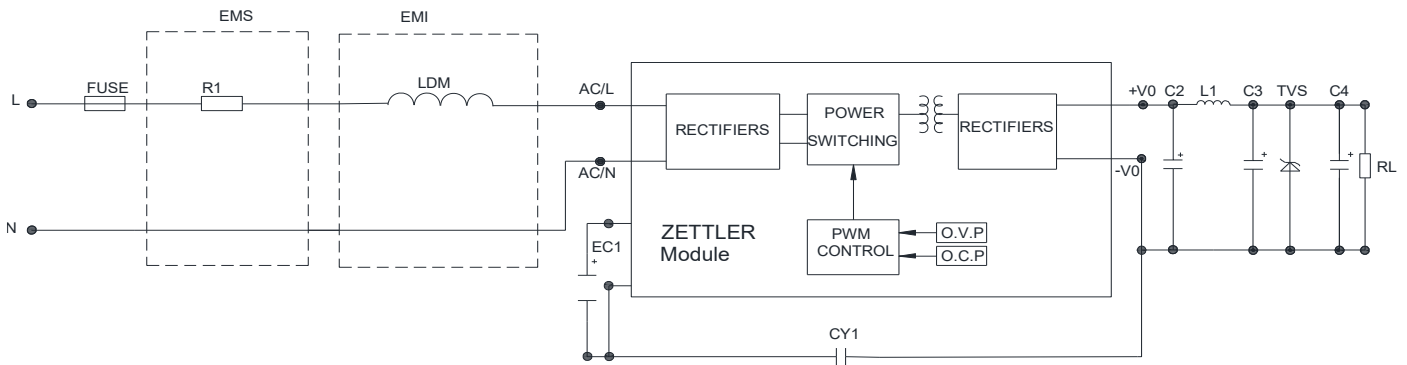 EMS
EMI
FUSE
R1
LDM
AC/L
L
+V0
C2
L1
C3
TVS
C4
RECTIFIERS
POWER
SWITCHING
RECTIFIERS
AC/N
-V0
RL
N
EC1
+
+
+
+
ZETTLER
Module
PWM
CONTROL
O.V.P
O.C.P
CY1